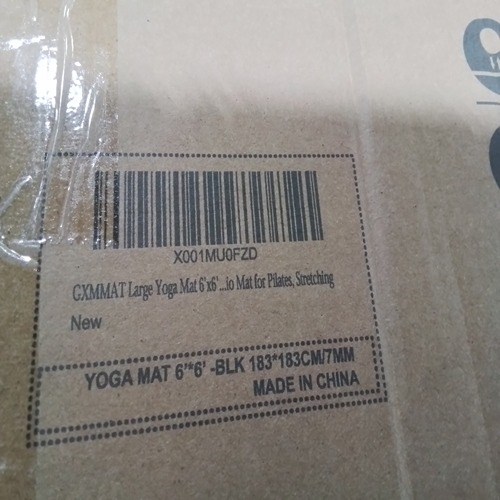 X001MU0FZD
GXMMAT Large Yoga Mat 6'x6' ...io Mat for Pilates, Stretching
New
YOGA MAT 6'*6' -BLK 183*183CM/7MM
MADE IN CHINA